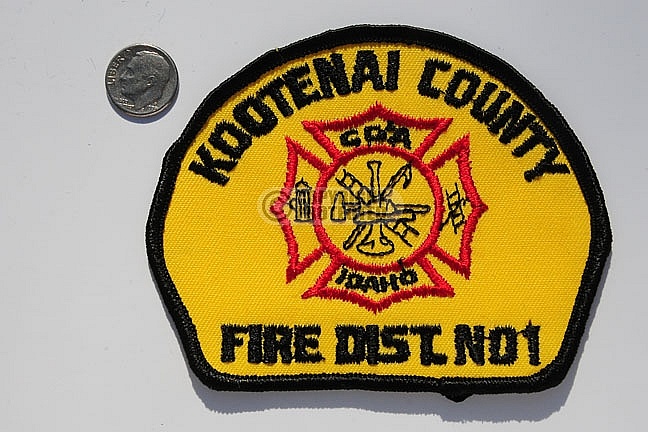 KOOTENAI COUNTY
CDA
IDAHO
FIRE DIST. NO1